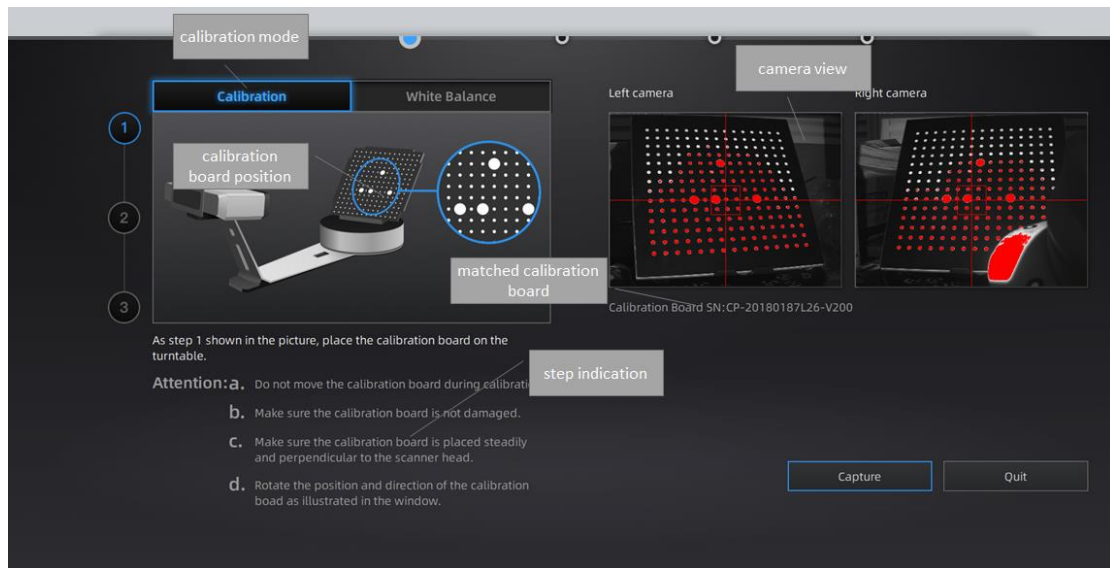 calibration mode
camera view
Calibration
White Balance
Left camera
Right camera
1
calibration
board position
2
matched calibration
board
3
Calibration Board SN:CP-20180187L26-V200
As step 1 shown in the picture, place the calibration board on the
turntable.
step indication
Attention: a. Do not move the calibration board during calibrati
b. Make sure the calibration board is not damaged.
c. Make sure the calibration board is placed steadily
and perpendicular to the scanner head.
d. Rotate the position and direction of the calibration
boad as illustrated in the window.
Capture
Quit